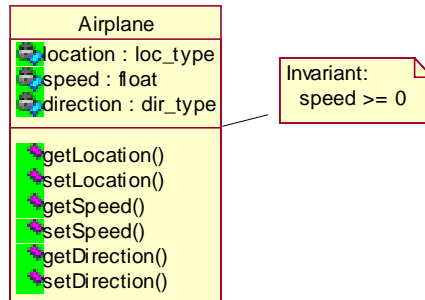 Airplane
location : loc_type
speed : float
direction : dir_type
getLocation()
setLocation()
getSpeed()
setSpeed()
getDirection()
setDirection()
Invariant:
speed >= 0